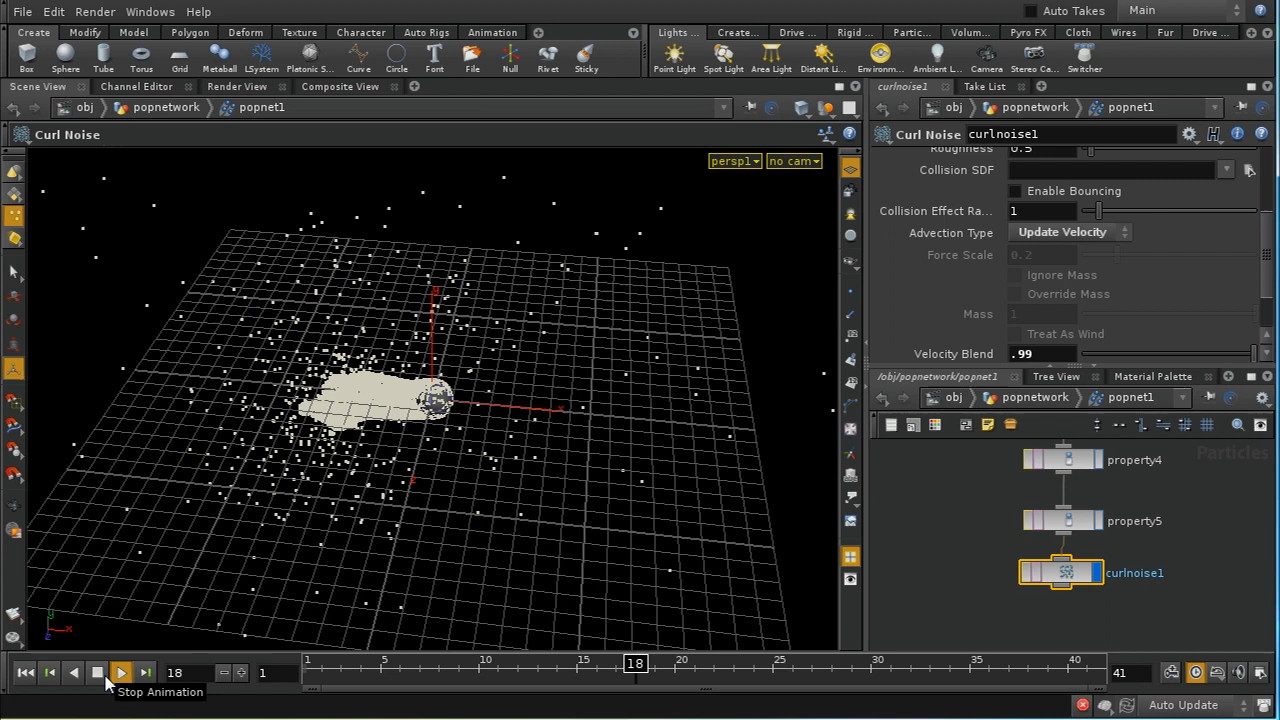 File Edit Render Windows Help Auto Takes Main
Create Modify Model Polygon Deform Texture Character Auto Rigs Animation Lights ... Create... Drive ... Rigid ... Partic... Volum... Pyro FX Cloth Wires Fur Drive ...
Box Sphere Tube Torus Grid Metaball LSystem Platonic S... Curve Circle Font File Null Rivet Sticky Point Light Spot Light Area Light Distant Li... Environm... Ambient L... Camera Stereo Ca... Switcher
Scene View Channel Editor Render View Composite View
obj popnetwork popnet1
Curl Noise
persp1 no cam
y
x
z
y
x
z
curlnoise1 Take List
obj popnetwork popnet1
Curl Noise curlnoise1
Roughness 0.5
Collision SDF
Enable Bouncing
Collision Effect Ra... 1
Advection Type Update Velocity
Force Scale 0.2
Ignore Mass
Override Mass
Mass 1
Treat As Wind
Velocity Blend .99
/obj/popnetwork/popnet1 Tree View Material Palette
obj popnetwork popnet1
Particles
property4
property5
curlnoise1
18 1 1 5 10 15 18 20 25 30 35 40 41
Stop Animation
Auto Update